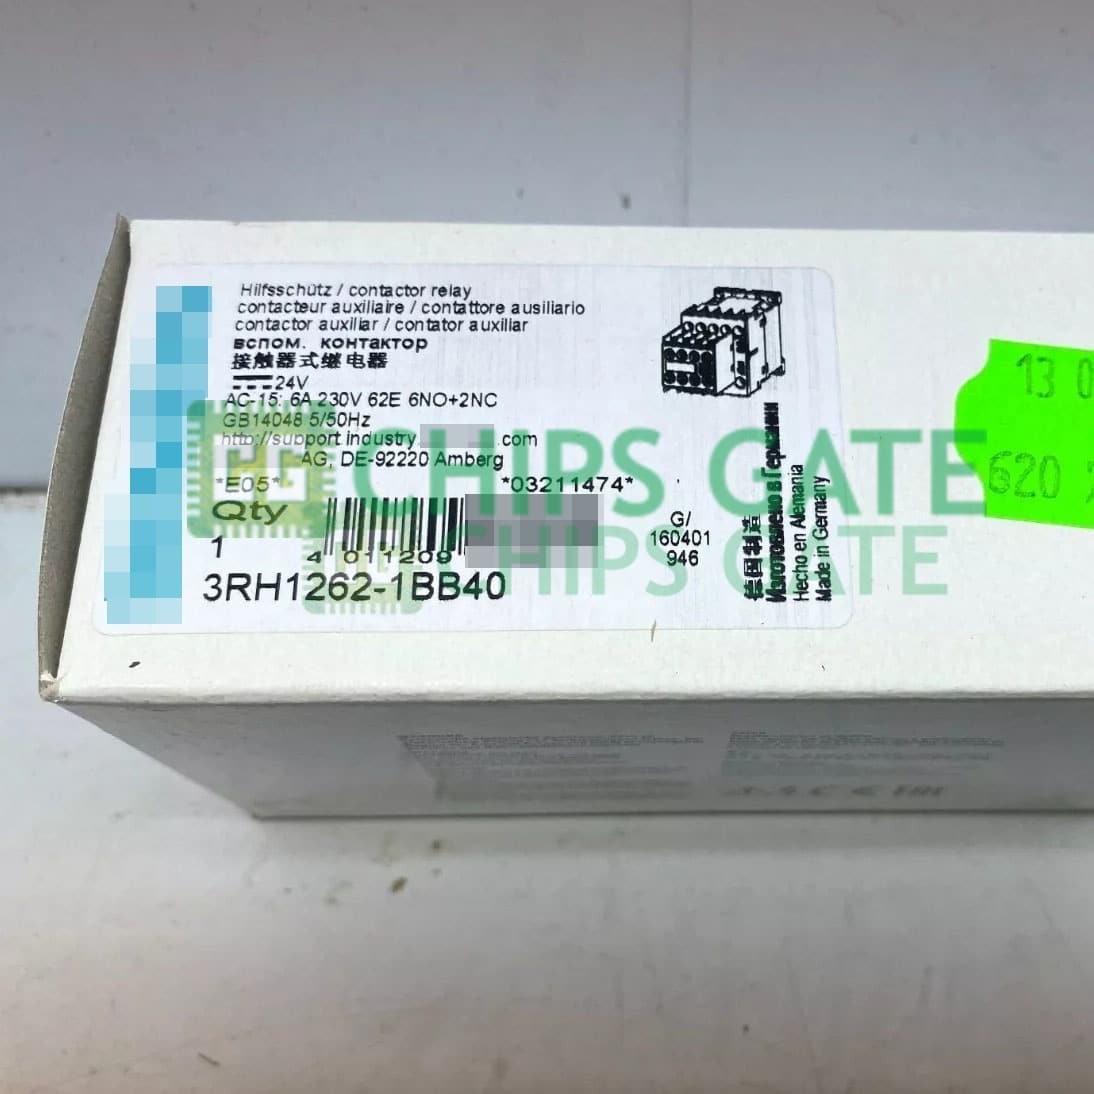 Hilfsschütz / contactor relay
contacteur auxiliaire / contattore ausiliario
contactor auxiliar / contator auxiliar
вспом. контактор
接触器式继电器
24V
AC-15: 6A 230V 62E 6NO+2NC
GB14048 5/50Hz
http://support.industry. .com
AG, DE-92220 Amberg
*E05* *03211474*
Qty
1
4 011209
3RH1262-1BB40
G/
160401
946
德国制造
Изготовлено в Германии
Hecho en Alemania
Made in Germany
13 0
620
CHIPS GATE
CHIPS GATE
CG